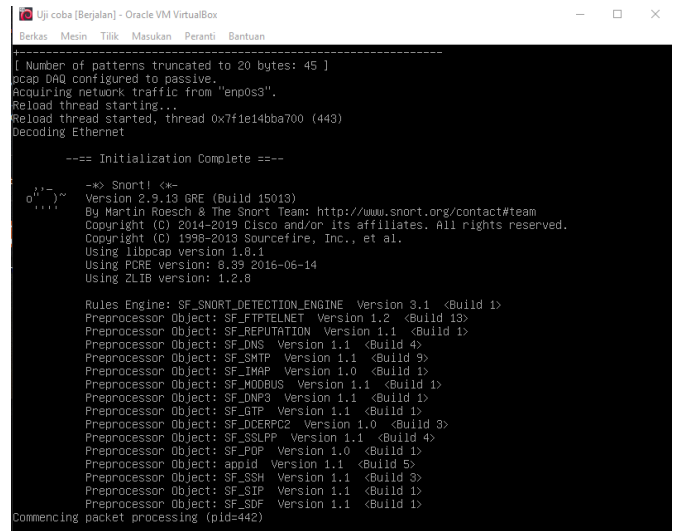 Uji coba [Berjalan] - Oracle VM VirtualBox
Berkas Mesin Tilik Masukan Peranti Bantuan
+-----------------------------------------------------------------
[ Number of patterns truncated to 20 bytes: 45 ]
pcap DAQ configured to passive.
Acquiring network traffic from "enp0s3".
Reload thread starting...
Reload thread started, thread 0x7f1e14bba700 (443)
Decoding Ethernet
--== Initialization Complete ==--
,,_ -*> Snort! <*-
o" )~ Version 2.9.13 GRE (Build 15013)
'''' By Martin Roesch & The Snort Team: http://www.snort.org/contact#team
Copyright (C) 2014-2019 Cisco and/or its affiliates. All rights reserved.
Copyright (C) 1998-2013 Sourcefire, Inc., et al.
Using libpcap version 1.8.1
Using PCRE version: 8.39 2016-06-14
Using ZLIB version: 1.2.8
Rules Engine: SF_SNORT_DETECTION_ENGINE Version 3.1 <Build 1>
Preprocessor Object: SF_FTPTELNET Version 1.2 <Build 13>
Preprocessor Object: SF_REPUTATION Version 1.1 <Build 1>
Preprocessor Object: SF_DNS Version 1.1 <Build 4>
Preprocessor Object: SF_SMTP Version 1.1 <Build 9>
Preprocessor Object: SF_IMAP Version 1.0 <Build 1>
Preprocessor Object: SF_MODBUS Version 1.1 <Build 1>
Preprocessor Object: SF_DNP3 Version 1.1 <Build 1>
Preprocessor Object: SF_GTP Version 1.1 <Build 1>
Preprocessor Object: SF_DCERPC2 Version 1.0 <Build 3>
Preprocessor Object: SF_SSLPP Version 1.1 <Build 4>
Preprocessor Object: SF_POP Version 1.0 <Build 1>
Preprocessor Object: appid Version 1.1 <Build 5>
Preprocessor Object: SF_SSH Version 1.1 <Build 3>
Preprocessor Object: SF_SIP Version 1.1 <Build 1>
Preprocessor Object: SF_SDF Version 1.1 <Build 1>
Commencing packet processing (pid=442)